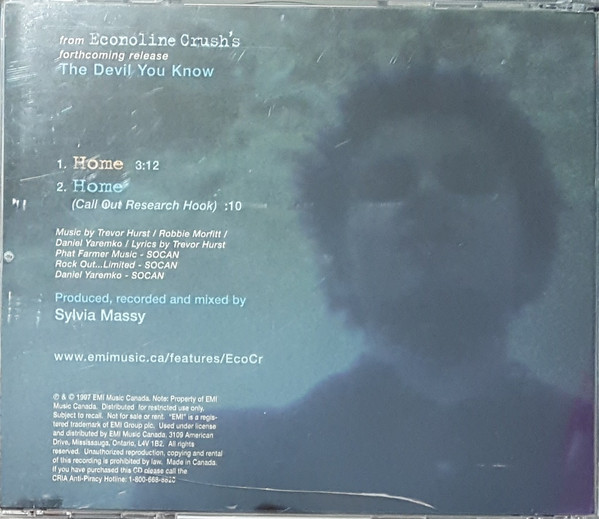 from Econoline Crush's
forthcoming release
The Devil You Know
1. Home 3:12
2. Home
(Call Out Research Hook) :10
Music by Trevor Hurst / Robbie Morfitt /
Daniel Yaremko / Lyrics by Trevor Hurst
Phat Farmer Music - SOCAN
Rock Out...Limited - SOCAN
Daniel Yaremko - SOCAN
Produced, recorded and mixed by
Sylvia Massy
www.emimusic.ca/features/EcoCr
℗ & © 1997 EMI Music Canada. Note: Property of EMI
Music Canada. Distributed for restricted use only.
Subject to recall. Not for sale or rent. "EMI" is a regis-
tered trademark of EMI Group plc. Used under license
and distributed by EMI Music Canada, 3109 American
Drive, Mississauga, Ontario, L4V 1B2. All rights
reserved. Unauthorized reproduction, copying and rental
of this recording is prohibited by law. Made in Canada.
If you have purchased this CD please call the
CRIA Anti-Piracy Hotline: 1-800-668-